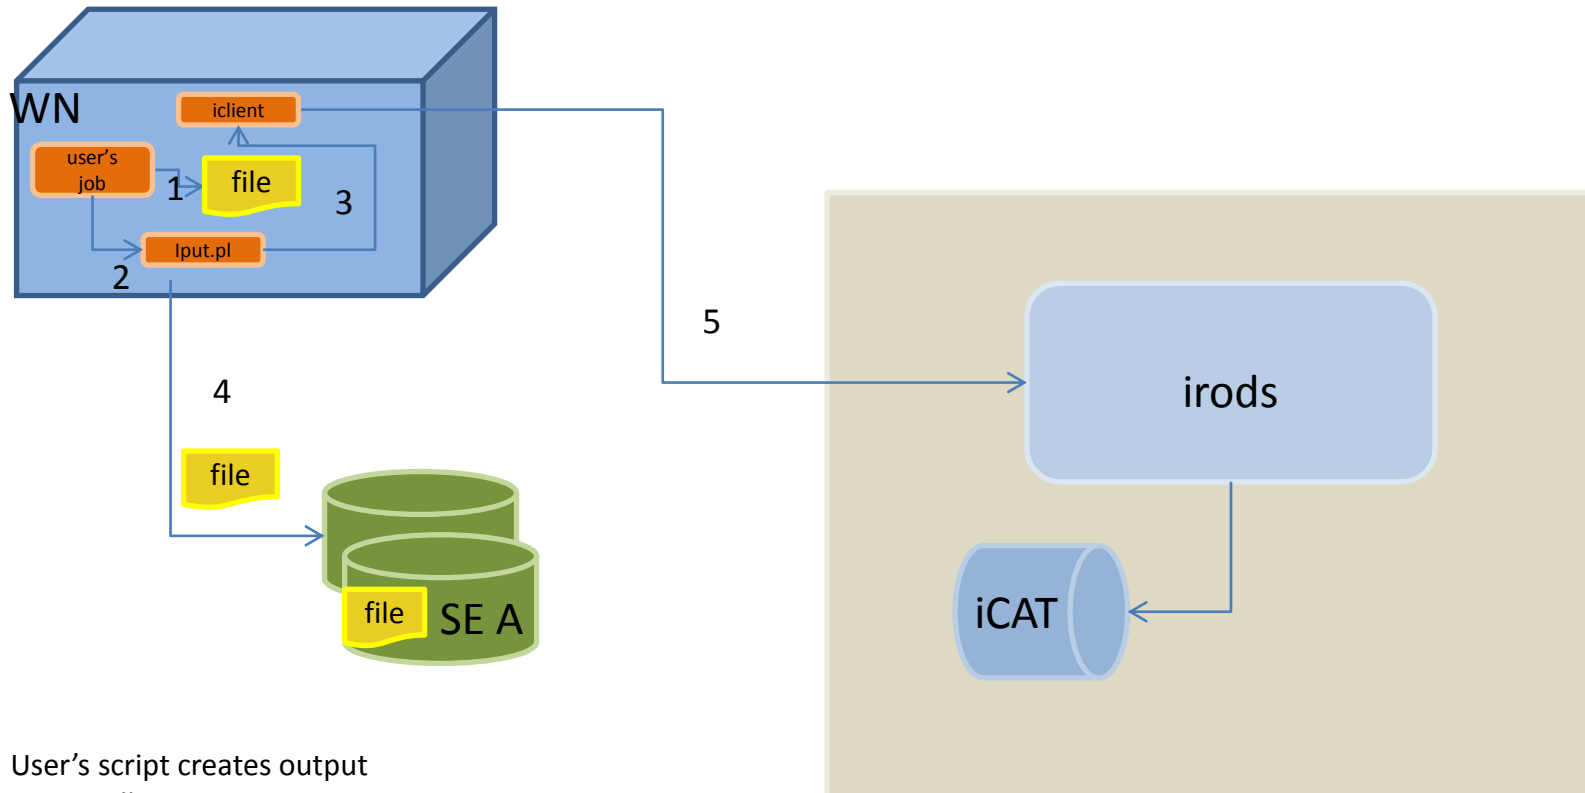 WN
iclient
user's
job
1
file
3
Iput.pl
2
5
4
irods
file
iCAT
file
SE A
User's script creates output